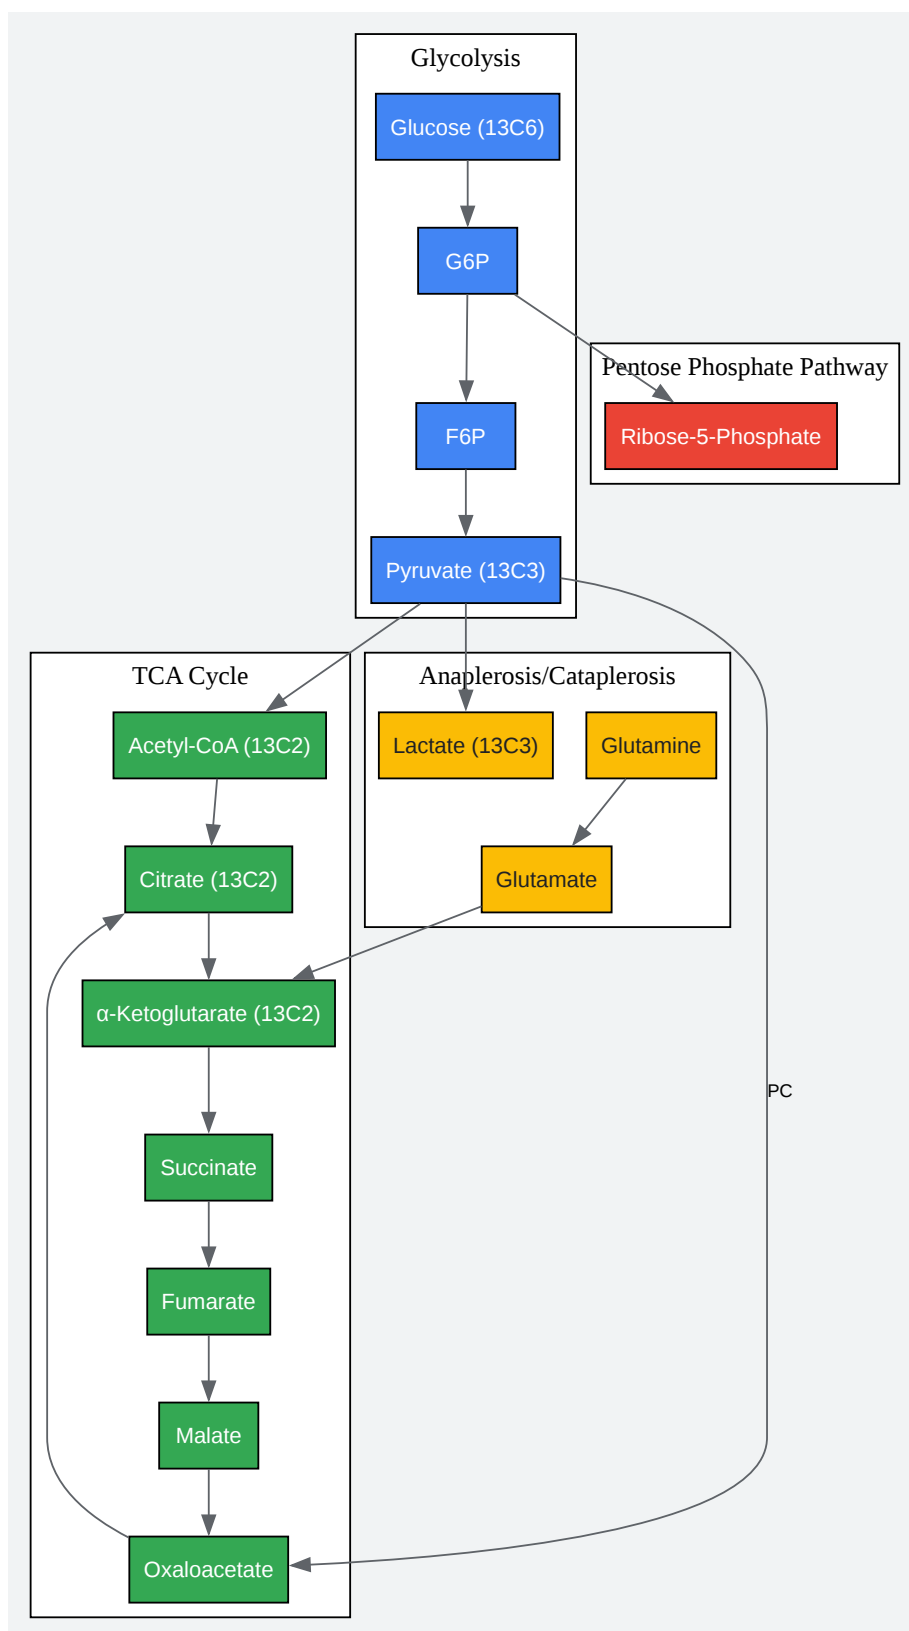 Glycolysis
Glucose (13C6)
G6P
Pentose Phosphate Pathway
F6P
Ribose-5-Phosphate
Pyruvate (13C3)
TCA Cycle
Anaplerosis/Cataplerosis
Acetyl-CoA (13C2)
Lactate (13C3)
Glutamine
Citrate (13C2)
Glutamate
α-Ketoglutarate (13C2)
PC
Succinate
Fumarate
Malate
Oxaloacetate